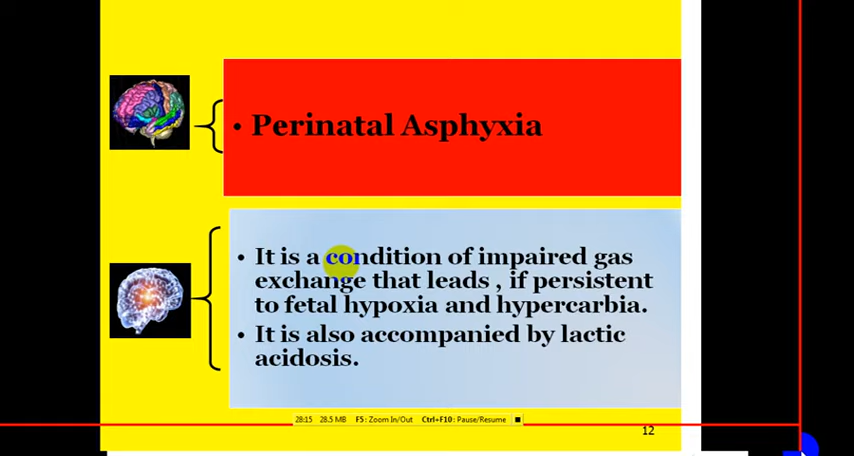 • Perinatal Asphyxia
• It is a condition of impaired gas
exchange that leads , if persistent
to fetal hypoxia and hypercarbia.
• It is also accompanied by lactic
acidosis.
28:15 28.5 MB F5: Zoom In/Out Ctrl+F10: Pause/Resume
12